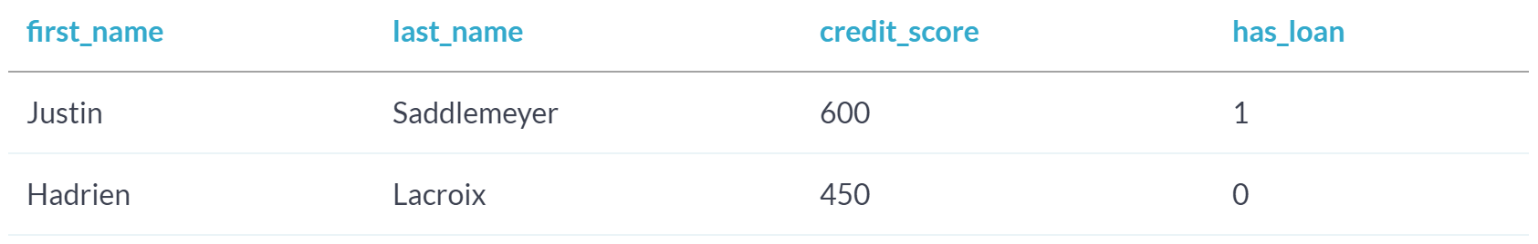 first_name last_name credit_score has_loan
Justin Saddlemeyer 600 1
Hadrien Lacroix 450 0